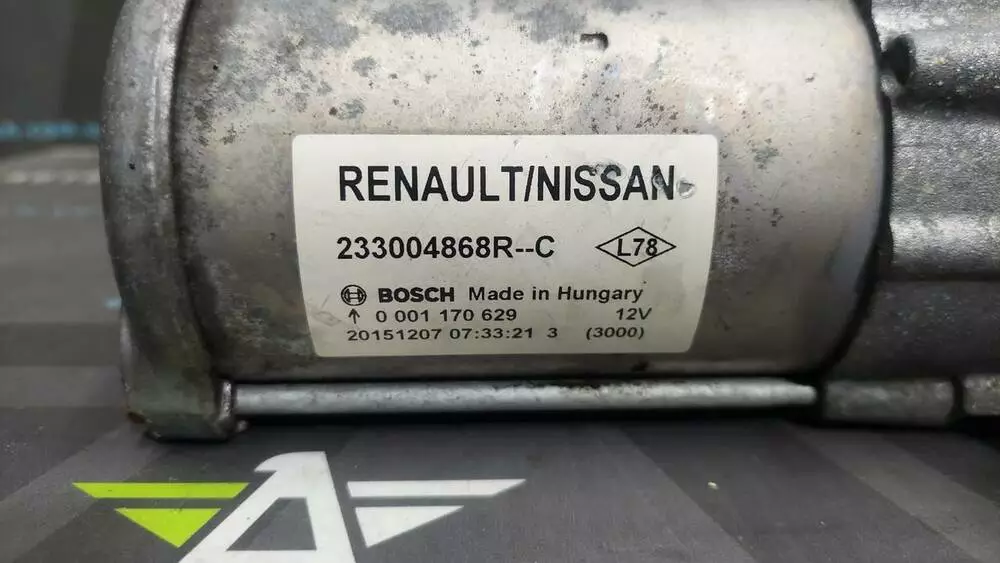 RENAULT/NISSAN
233004868R--C L78
BOSCH Made in Hungary
↑ 0 001 170 629 12V
20151207 07:33:21 3 (3000)